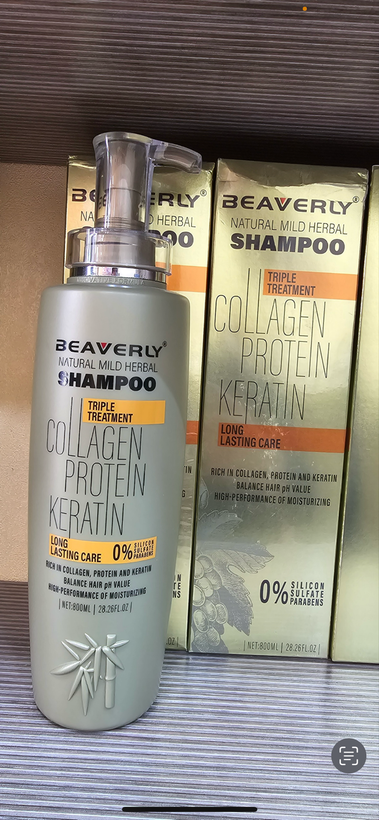 BEAVERLY®
NATURAL MILD HERBAL
SHAMPOO
TRIPLE
TREATMENT
COLLAGEN
PROTEIN
KERATIN
LONG
LASTING CARE
0% SILICON
SULFATE
PARABENS
RICH IN COLLAGEN, PROTEIN AND KERATIN
BALANCE HAIR pH VALUE
HIGH-PERFORMANCE OF MOISTURIZING
|NET:800ML| 28.26FL.OZ|
BEAVERLY®
NATURAL MILD HERBAL
SHAMPOO
TRIPLE
TREATMENT
COLLAGEN
PROTEIN
KERATIN
LONG
LASTING CARE
RICH IN COLLAGEN, PROTEIN AND KERATIN
BALANCE HAIR pH VALUE
HIGH-PERFORMANCE OF MOISTURIZING
0% SILICON
SULFATE
PARABENS
|NET:800ML| 28.26FL.OZ|